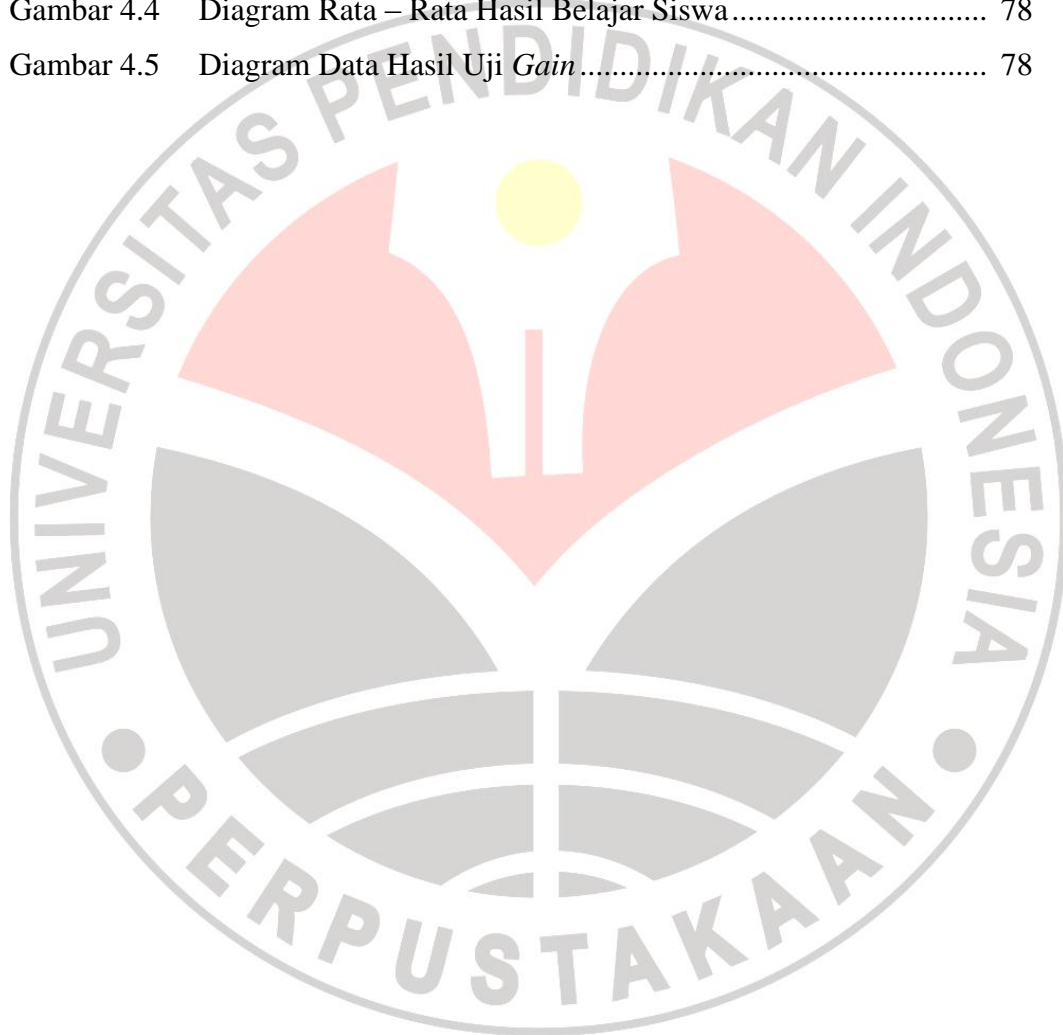 Gambar 4.4 Diagram Rata – Rata Hasil Belajar Siswa................................ 78
Gambar 4.5 Diagram Data Hasil Uji Gain.................................................... 78
UNIVERSITAS PENDIDIKAN INDONESIA
PERPUSTAKAAN